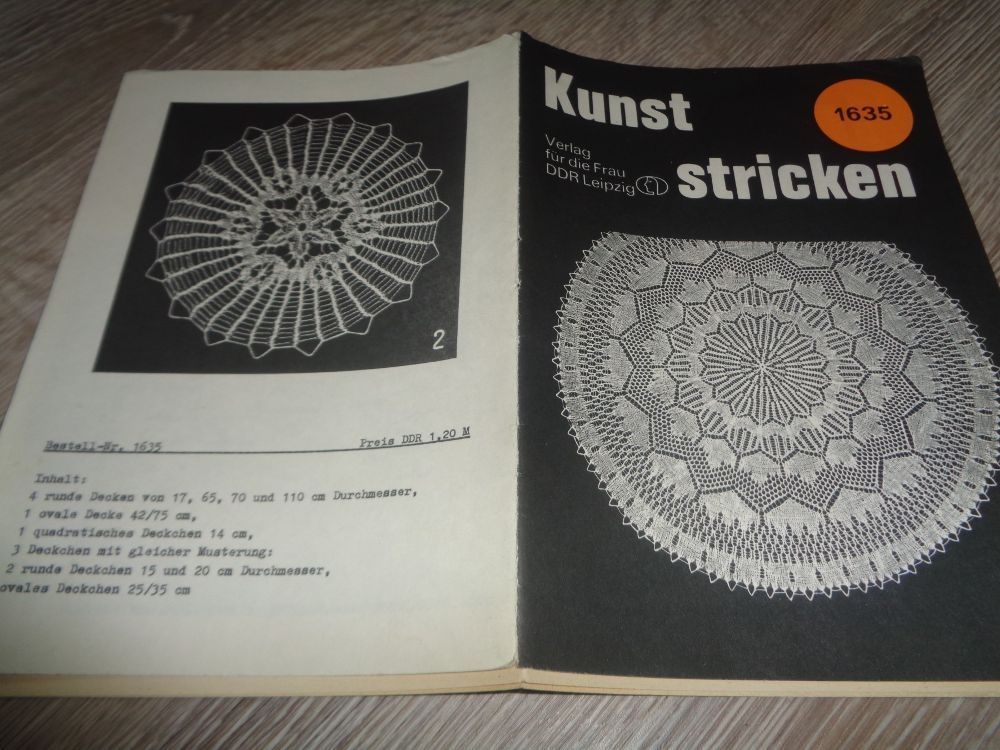 2
Bestell-Nr. 1635
Preis DDR 1,20 M
Inhalt:
4 runde Decken von 17, 65, 70 und 110 cm Durchmesser,
1 ovale Decke 42/75 cm,
1 quadratisches Deckchen 14 cm,
3 Deckchen mit gleicher Musterung:
2 runde Deckchen 15 und 20 cm Durchmesser,
ovales Deckchen 25/35 cm
Kunst
stricken
1635
Verlag
für die Frau
DDR Leipzig